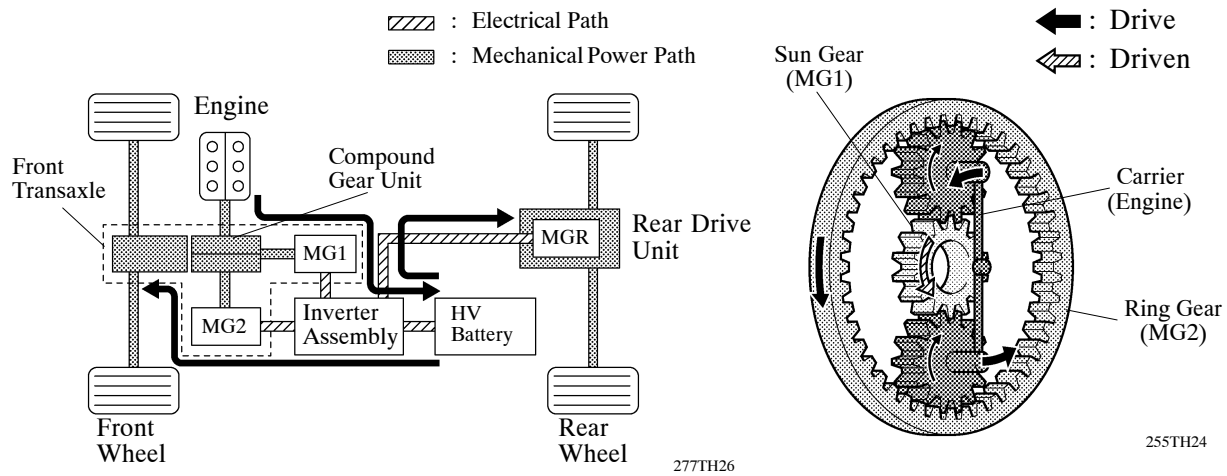 : Electrical Path
: Mechanical Power Path
Engine
Front
Transaxle
Compound
Gear Unit
MG1
MGR
Rear Drive
Unit
MG2
Inverter
Assembly
HV
Battery
Front
Wheel
Rear
Wheel
277TH26
: Drive
: Driven
Sun Gear
(MG1)
Carrier
(Engine)
Ring Gear
(MG2)
255TH24